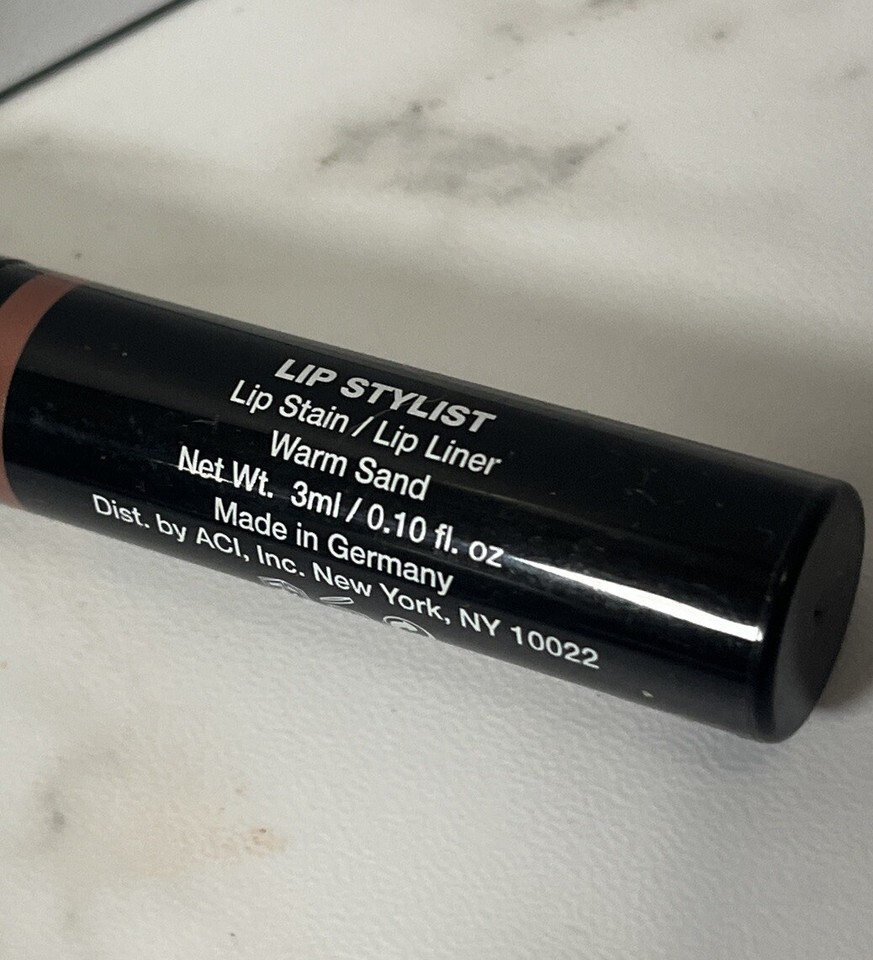 LIP STYLIST
Lip Stain / Lip Liner
Warm Sand
Net Wt. 3ml / 0.10 fl. oz
Made in Germany
Dist. by ACI, Inc. New York, NY 10022